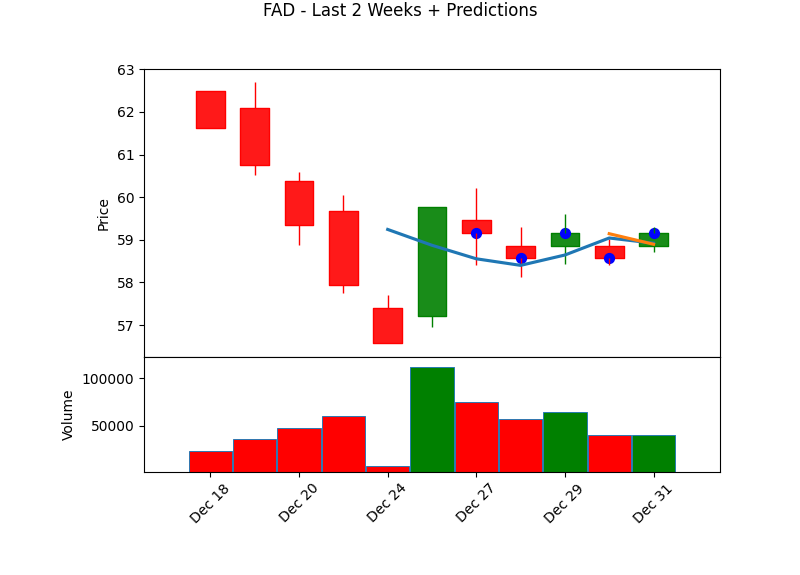 FAD - Last 2 Weeks + Predictions
63
62
61
60
59
58
57
Price
100000
50000
Volume
Dec 18
Dec 20
Dec 24
Dec 27
Dec 29
Dec 31